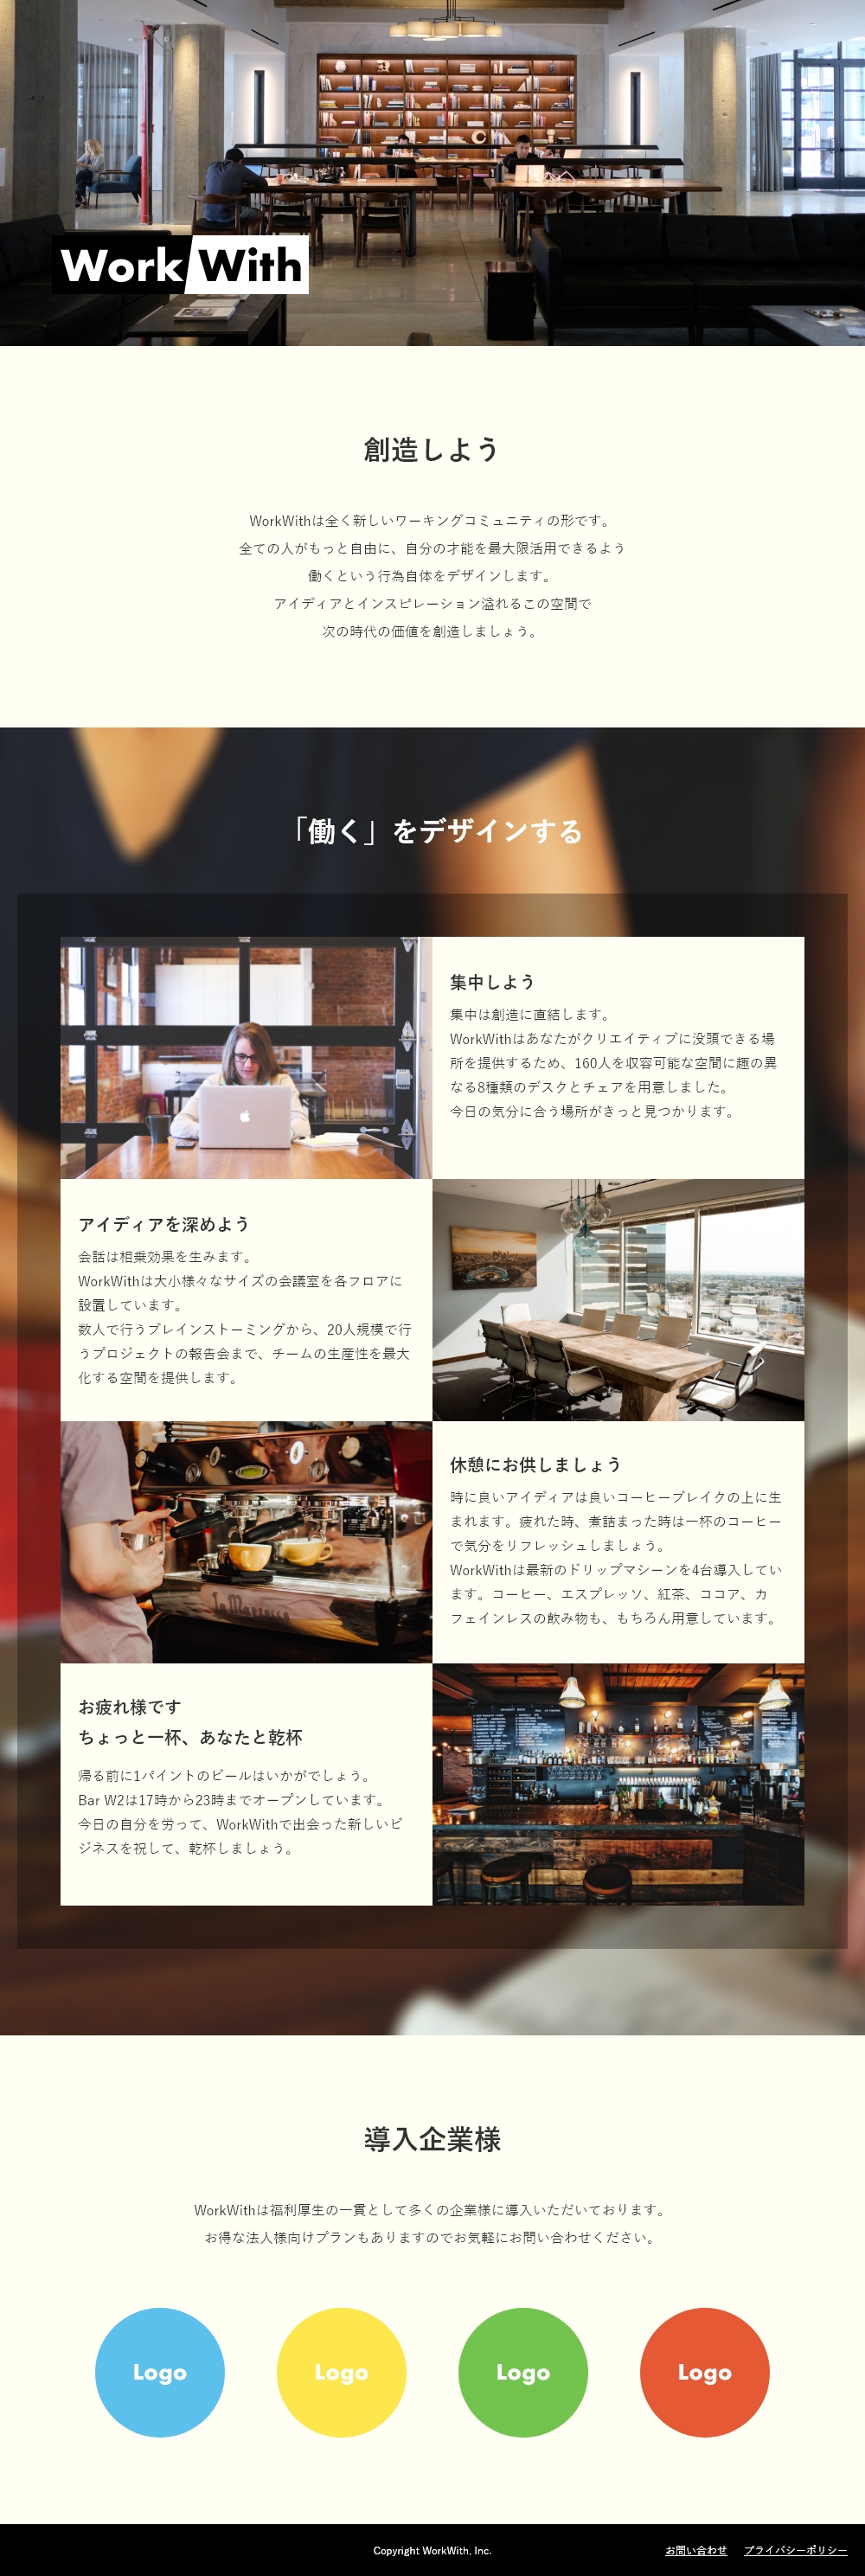 Work With
創造しよう
WorkWithは全く新しいワーキングコミュニティの形です。
全ての人がもっと自由に、自分の才能を最大限活用できるよう
働くという行為自体をデザインします。
アイディアとインスピレーション溢れるこの空間で
次の時代の価値を創造しましょう。
「働く」をデザインする
集中しよう
集中は創造に直結します。
WorkWithはあなたがクリエイティブに没頭できる場
所を提供するため、160人を収容可能な空間に趣の異
なる8種類のデスクとチェアを用意しました。
今日の気分に合う場所がきっと見つかります。
アイディアを深めよう
会話は相乗効果を生みます。
WorkWithは大小様々なサイズの会議室を各フロアに
設置しています。
数人で行うブレインストーミングから、20人規模で行
うプロジェクトの報告会まで、チームの生産性を最大
化する空間を提供します。
休憩にお供しましょう
時に良いアイディアは良いコーヒーブレイクの上に生
まれます。疲れた時、煮詰まった時は一杯のコーヒー
で気分をリフレッシュしましょう。
WorkWithは最新のドリップマシーンを4台導入してい
ます。コーヒー、エスプレッソ、紅茶、ココア、カ
フェインレスの飲み物も、もちろん用意しています。
お疲れ様です
ちょっと一杯、あなたと乾杯
帰る前に1パイントのビールはいかがでしょう。
Bar W2は17時から23時までオープンしています。
今日の自分を労って、WorkWithで出会った新しいビ
ジネスを祝して、乾杯しましょう。
導入企業様
WorkWithは福利厚生の一貫として多くの企業様に導入いただいております。
お得な法人様向けプランもありますのでお気軽にお問い合わせください。
Logo
Logo
Logo
Logo
Copyright WorkWith, Inc.
お問い合わせ
プライバシーポリシー